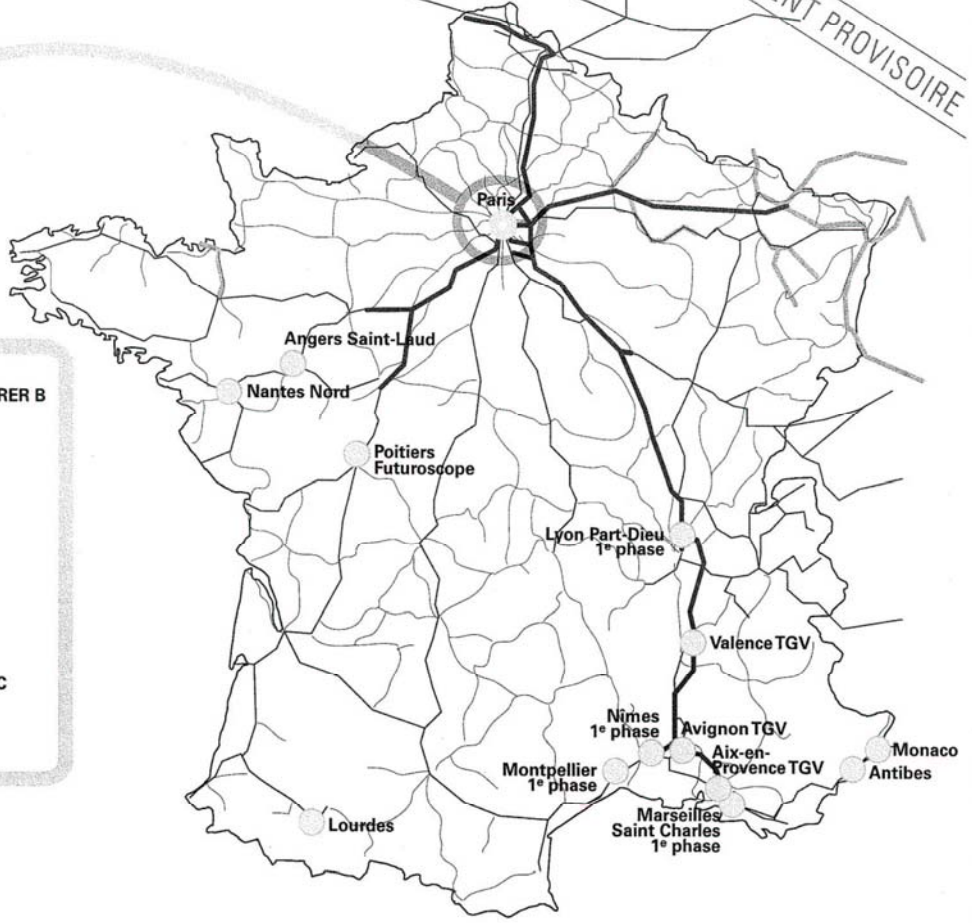 ENT PROVISOIRE
Paris
Angers Saint-Laud
RER B
Nantes Nord
Poitiers
Futuroscope
Lyon Part-Dieu
1e phase
Valence TGV
C
Nîmes
1e phase
Avignon TGV
Aix-en-
Provence TGV
Monaco
Antibes
Montpellier
1e phase
Marseilles
Saint Charles
1e phase
Lourdes